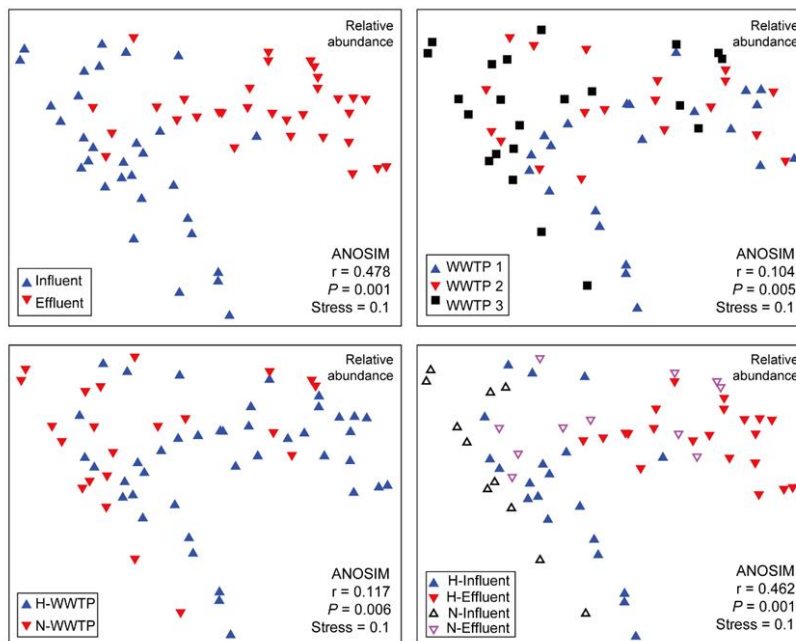 Relative
abundance
Influent
Effluent
ANOSIM
r = 0.478
P = 0.001
Stress = 0.1
Relative
abundance
WWTP 1
WWTP 2
WWTP 3
ANOSIM
r = 0.104
P = 0.005
Stress = 0.1
Relative
abundance
H-WWTP
N-WWTP
ANOSIM
r = 0.117
P = 0.006
Stress = 0.1
Relative
abundance
H-Influent
H-Effluent
N-Influent
N-Effluent
ANOSIM
r = 0.462
P = 0.001
Stress = 0.1